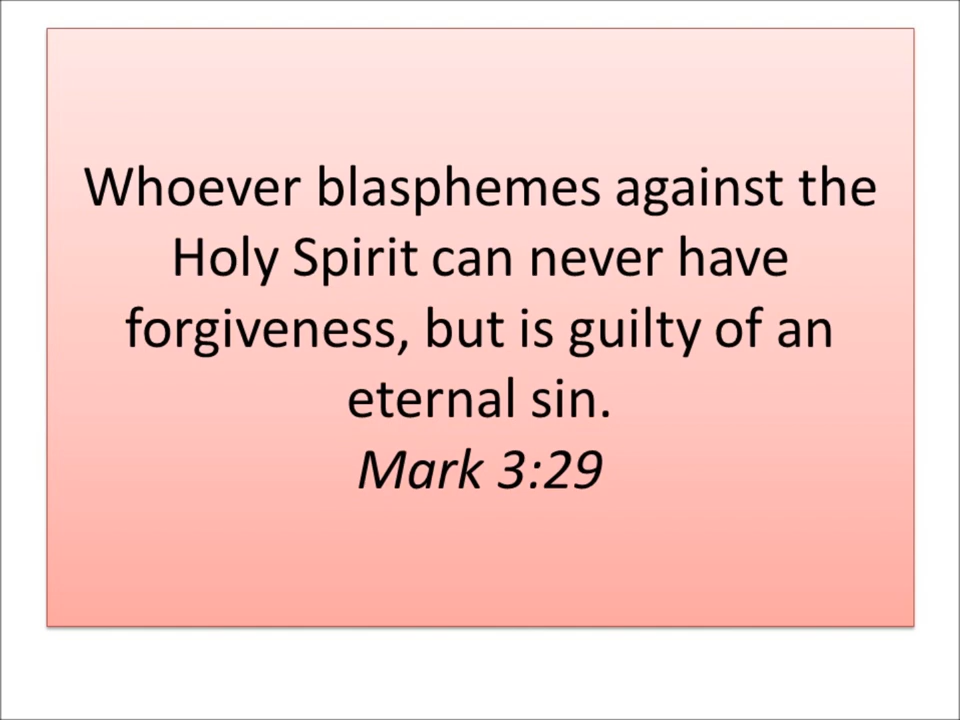 Whoever blasphemes against the
Holy Spirit can never have
forgiveness, but is guilty of an
eternal sin.
Mark 3:29